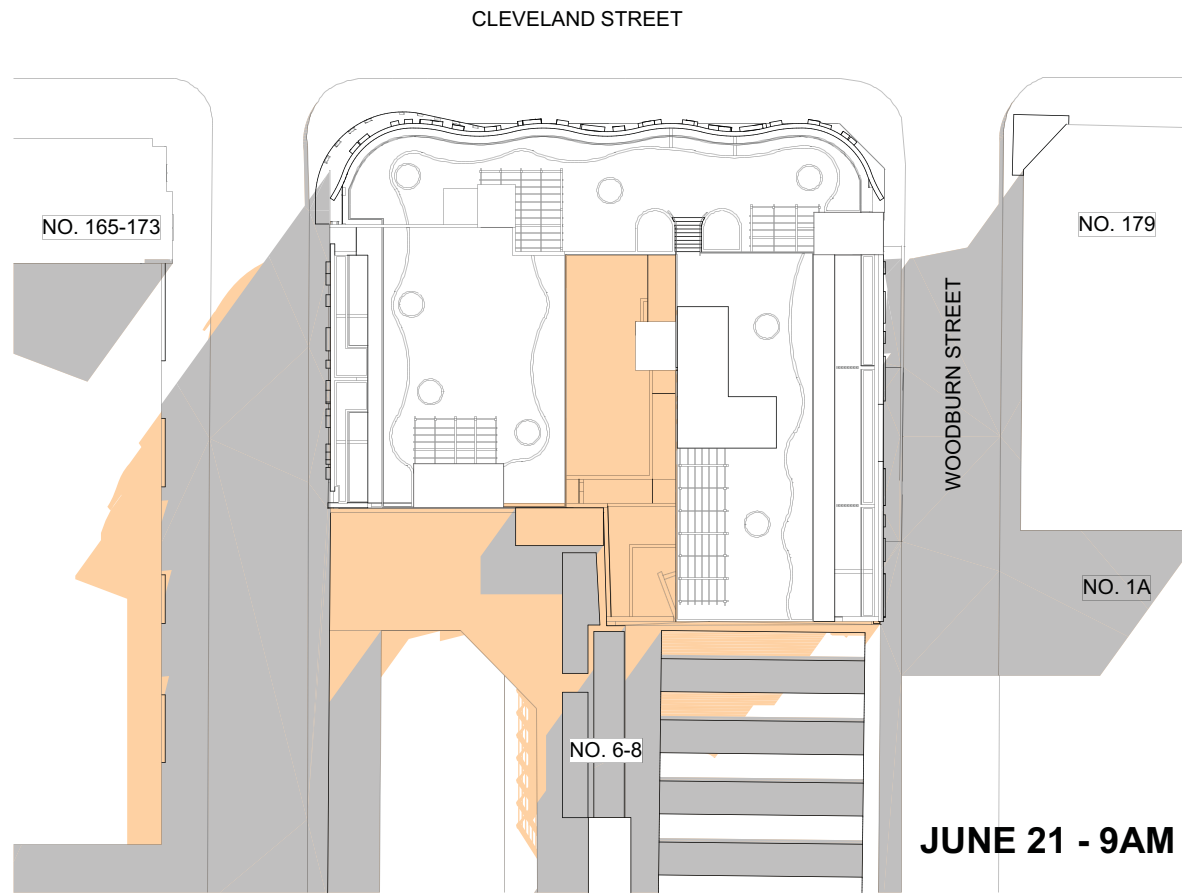 CLEVELAND STREET
NO. 165-173
NO. 179
WOODBURN STREET
NO. 1A
NO. 6-8
JUNE 21 - 9AM